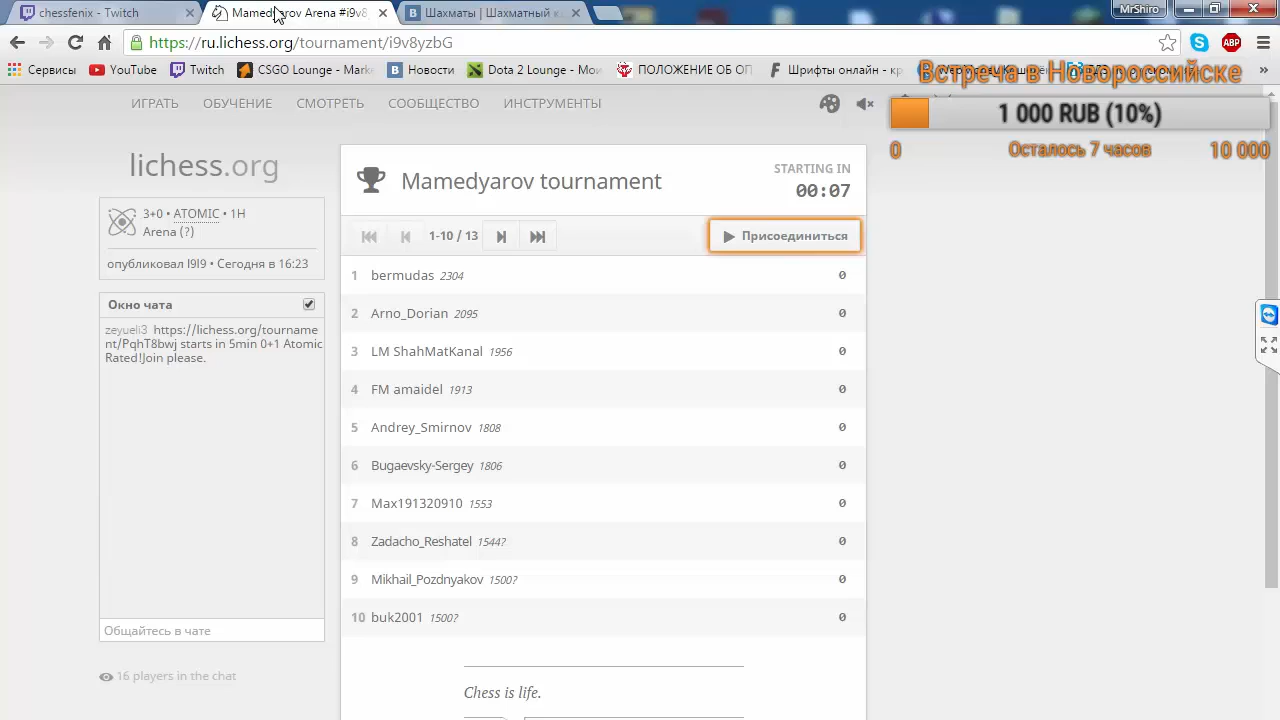 chessfenix - Twitch
Mamedyarov Arena #i9v8
Шахматы | Шахматный к
MrShiro
https://ru.lichess.org/tournament/i9v8yzbG
ABP
Сервисы
YouTube
Twitch
CSGO Lounge - Mark
Новости
Dota 2 Lounge - Мои
ПОЛОЖЕНИЕ ОБ ОП
Шрифты онлайн - кр
Встреча в Новороссийске
1 000 RUB (10%)
0
Осталось 7 часов
10 000
ИГРАТЬ
ОБУЧЕНИЕ
СМОТРЕТЬ
СООБЩЕСТВО
ИНСТРУМЕНТЫ
lichess.org
3+0 • ATOMIC • 1H
Arena (?)
опубликовал l9l9 • Сегодня в 16:23
Окно чата
zeyueli3 https://lichess.org/tourname
nt/PqhT8bwj starts in 5min 0+1 Atomic
Rated!Join please.
Общайтесь в чате
16 players in the chat
Mamedyarov tournament
STARTING IN
00:07
1-10 / 13
Присоединиться
1 bermudas 2304 0
2 Arno_Dorian 2095 0
3 LM ShahMatKanal 1956 0
4 FM amaidel 1913 0
5 Andrey_Smirnov 1808 0
6 Bugaevsky-Sergey 1806 0
7 Max191320910 1553 0
8 Zadacho_Reshatel 1544? 0
9 Mikhail_Pozdnyakov 1500? 0
10 buk2001 1500? 0
Chess is life.